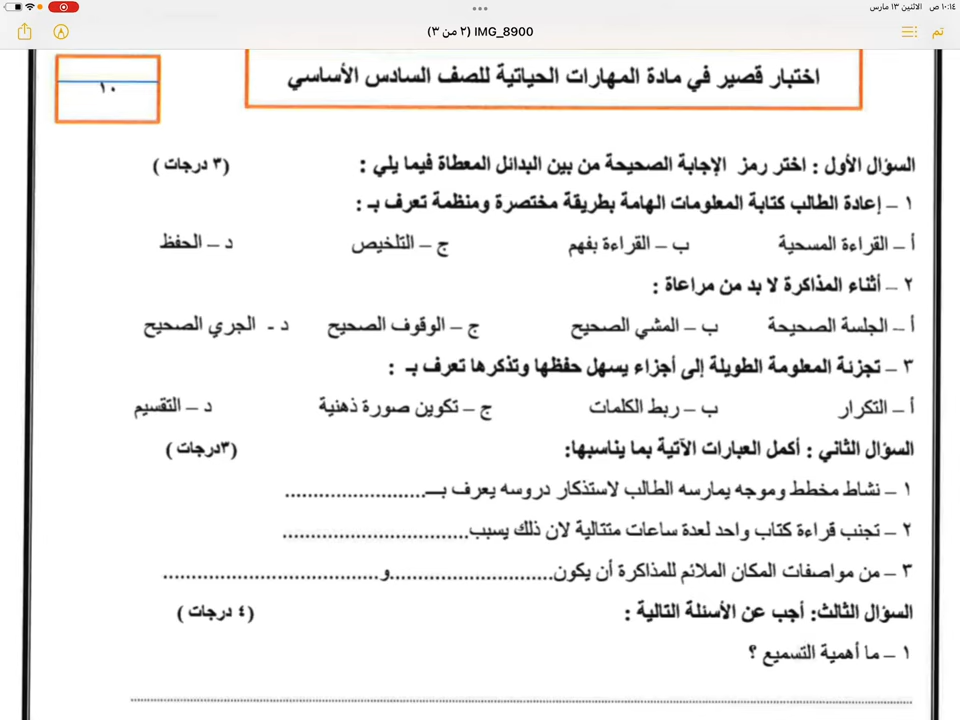 ١٠:١٤ ص الاثنين ١٣ مارس
تم
IMG_8900 (٢ من ٣)
اختبار قصير في مادة المهارات الحياتية للصف السادس الأساسي
١٠
السؤال الأول : اختر رمز الإجابة الصحيحة من بين البدائل المعطاة فيما يلي : (٣ درجات )
١ – إعادة الطالب كتابة المعلومات الهامة بطريقة مختصرة ومنظمة تعرف بـ :
أ – القراءة المسحية ب – القراءة بفهم ج – التلخيص د – الحفظ
٢ – أثناء المذاكرة لا بد من مراعاة :
أ – الجلسة الصحيحة ب – المشي الصحيح ج – الوقوف الصحيح د - الجري الصحيح
٣ – تجزئة المعلومة الطويلة إلى أجزاء يسهل حفظها وتذكرها تعرف بـ :
أ – التكرار ب – ربط الكلمات ج – تكوين صورة ذهنية د – التقسيم
السؤال الثاني : أكمل العبارات الآتية بما يناسبها: (٣درجات )
١ – نشاط مخطط وموجه يمارسه الطالب لاستذكار دروسه يعرف بـ.........................
٢ – تجنب قراءة كتاب واحد لعدة ساعات متتالية لان ذلك يسبب.................................
٣ – من مواصفات المكان الملائم للمذاكرة أن يكون.............................و......................................
السؤال الثالث: أجب عن الأسئلة التالية : (٤ درجات )
١ – ما أهمية التسميع ؟